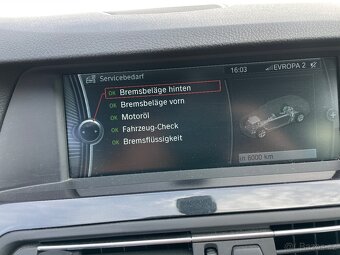 Servicebedarf
16:03
EVROPA 2
OK Bremsbeläge hinten
OK Bremsbeläge vorn
OK Motoröl
OK Fahrzeug-Check
OK Bremsflüssigkeit
in 6000 km